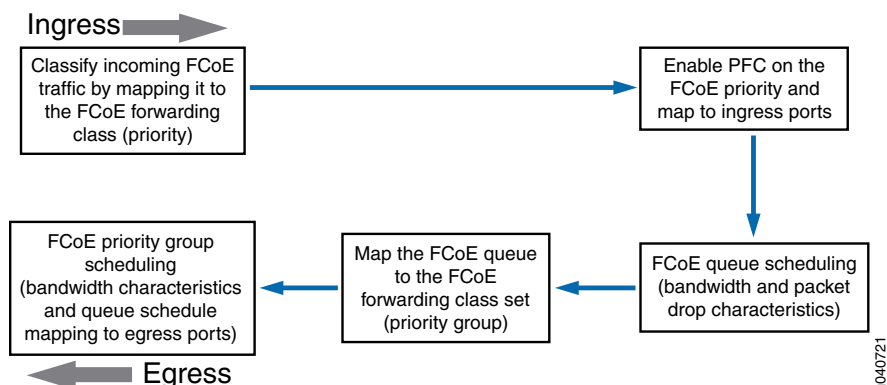 Ingress
Classify incoming FCoE
traffic by mapping it to
the FCoE forwarding
class (priority)
Enable PFC on the
FCoE priority and
map to ingress ports
FCoE queue scheduling
(bandwidth and packet
drop characteristics)
Map the FCoE queue
to the FCoE
forwarding class set
(priority group)
FCoE priority group
scheduling
(bandwidth characteristics
and queue schedule
mapping to egress ports)
Egress
040721